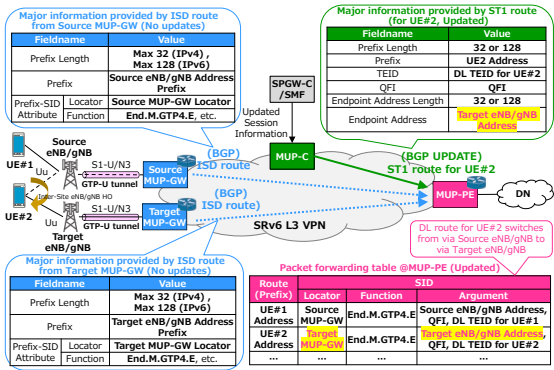 Major information provided by ISD route
from Source MUP-GW (No updates)
Fieldname Value
Prefix Length
Max 32 (IPv4) ,
Max 128 (IPv6)
Prefix
Source eNB/gNB Address
Prefix
Prefix-SID
Attribute
Locator Source MUP-GW Locator
Function End.M.GTP4.E, etc.
Major information provided by ST1 route
(for UE#2, Updated)
Fieldname Value
Prefix Length 32 or 128
Prefix UE2 Address
TEID DL TEID for UE#2
QFI QFI
Endpoint Address Length 32 or 128
Endpoint Address
Target eNB/gNB
Address
SPGW-C
/SMF
Updated
Session
Information
MUP-C
(BGP UPDATE)
ST1 route
for UE#2
UE#1
Source
eNB/gNB
Uu
S1-U/N3
GTP-U tunnel
Source
MUP-GW
(BGP)
ISD route
Inter-Site eNB/gNB HO
UE#2
Uu
Target
eNB/gNB
S1-U/N3
GTP-U tunnel
Target
MUP-GW
(BGP)
ISD route)
SRv6 L3 VPN
MUP-PE
DN
DL route for UE#2 switches
from via Source eNB/gNB to
via Target eNB/gNB
Major information provided by ISD route
from Target MUP-GW (No updates)
Fieldname Value
Prefix Length
Max 32 (IPv4) ,
Max 128 (IPv6)
Prefix
Target eNB/gNB Address
Prefix
Prefix-SID
Attribute
Locator Target MUP-GW Locator
Function End.M.GTP4.E, etc.
Packet forwarding table @MUP-PE (Updated)
Route
(Prefix)
SID
Locator Function Argument
UE#1
Address
Source
MUP-GW
End.M.GTP4.E
Source eNB/gNB Address,
QFI, DL TEID for UE#1
UE#2
Address
Target
MUP-GW
End.M.GTP4.E
Target eNB/gNB Address,
QFI, DL TEID for UE#2
... ... ... ...